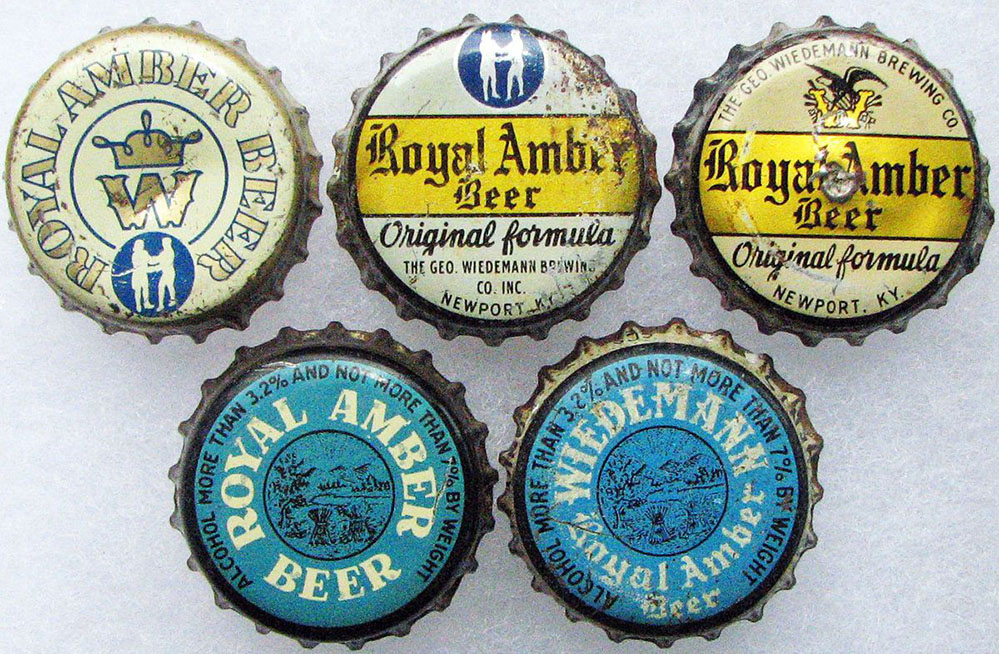 ROYAL AMBER BEER
W
Royal Amber
Beer
Original formula
THE GEO. WIEDEMANN BREWING
CO. INC.
NEWPORT, KY.
THE GEO. WIEDEMANN BREWING CO.
W
Royal Amber
Beer
Original formula
NEWPORT, KY.
ALCOHOL MORE THAN 3.2% AND NOT MORE THAN 7% BY WEIGHT
ROYAL AMBER
BEER
ALCOHOL MORE THAN 3.2% AND NOT MORE THAN 7% BY WEIGHT
WIEDEMANN
Royal Amber
Beer